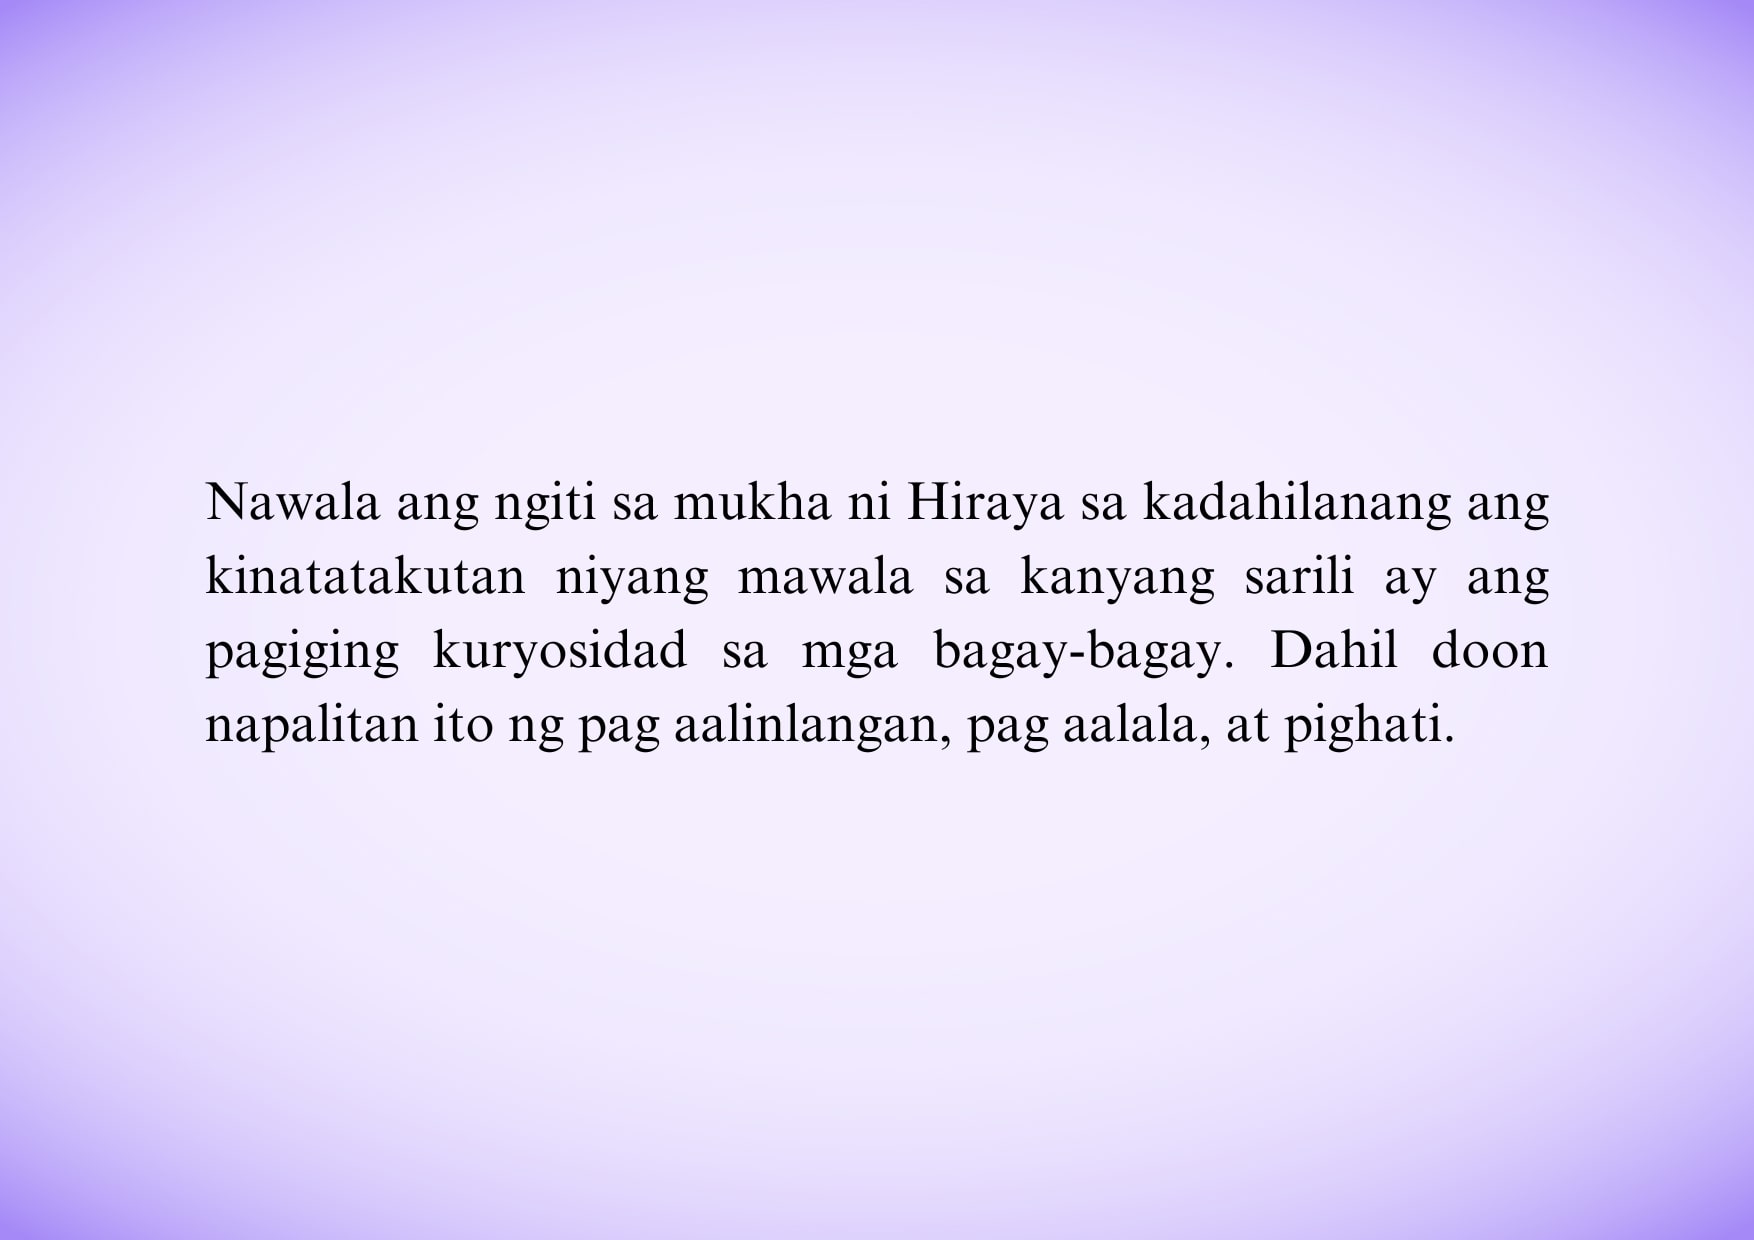 Nawala ang ngiti sa mukha ni Hiraya sa kadahilanang ang
kinatatakutan niyang mawala sa kanyang sarili ay ang
pagiging kuryosidad sa mga bagay-bagay. Dahil doon
napalitan ito ng pag aalinlangan, pag aalala, at pighati.